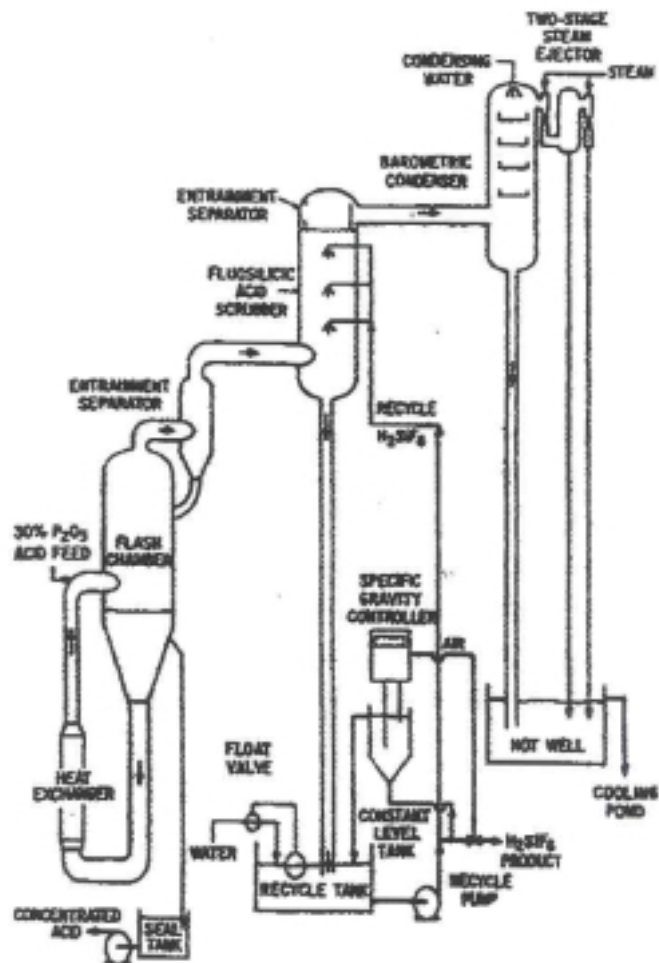 TWO-STAGE
STEAM
EJECTOR
STEAM
CONDENSING
WATER
BAROMETRIC
CONDENSER
ENTRAINMENT
SEPARATOR
FLUOSILICIC
ACID
SCRUBBER
ENTRAINMENT
SEPARATOR
RECYCLE
H₂SIF₆
30% P₂O₅
ACID FEED
FLASH
CHAMBER
SPECIFIC
GRAVITY
CONTROLLER
AIR
HOT WELL
FLOAT
VALVE
HEAT
EXCHANGER
COOLING
POND
CONSTANT
LEVEL
TANK
WATER
H₂SIF₆
PRODUCT
RECYCLE TANK
RECYCLE
PUMP
CONCENTRATED
ACID
SEAL
TANK